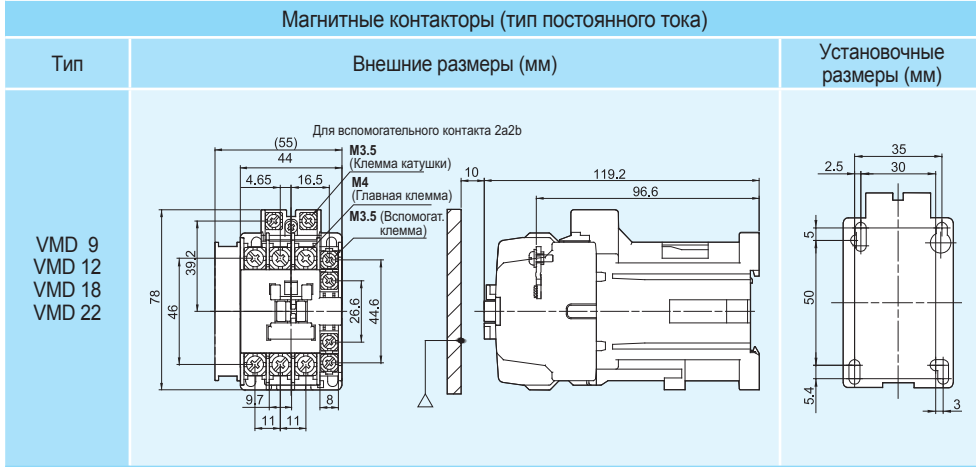 Магнитные контакторы (тип постоянного тока)
Тип
Внешние размеры (мм)
Установочные
размеры (мм)
VMD 9
VMD 12
VMD 18
VMD 22
Для вспомогательного контакта 2a2b
(55)
44
4.65
16.5
M3.5
(Клемма катушки)
M4
(Главная клемма)
M3.5 (Вспомогат.
клемма)
78
39.2
46
26.6
44.6
9.7
8
11
11
10
119.2
96.6
35
2.5
30
5
50
5.4
3